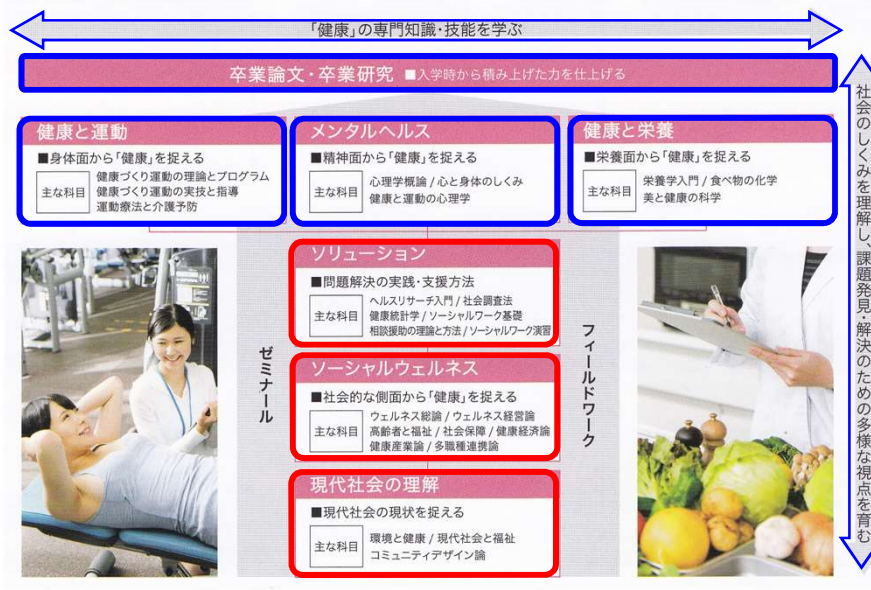 「健康」の専門知識・技能を学ぶ
卒業論文・卒業研究 ■入学時から積み上げた力を仕上げる
健康と運動
■身体面から「健康」を捉える
主な科目
健康づくり運動の理論とプログラム
健康づくり運動の実技と指導
運動療法と介護予防
メンタルヘルス
■精神面から「健康」を捉える
主な科目
心理学概論 / 心と身体のしくみ
健康と運動の心理学
健康と栄養
■栄養面から「健康」を捉える
主な科目
栄養学入門 / 食べ物の化学
美と健康の科学
ソリューション
■問題解決の実践・支援方法
主な科目
ヘルスリサーチ入門 / 社会調査法
健康統計学 / ソーシャルワーク基礎
相談援助の理論と方法 / ソーシャルワーク演習
ソーシャルウェルネス
■社会的な側面から「健康」を捉える
主な科目
ウェルネス総論 / ウェルネス経営論
高齢者と福祉 / 社会保障 / 健康経済論
健康産業論 / 多職種連携論
現代社会の理解
■現代社会の現状を捉える
主な科目
環境と健康 / 現代社会と福祉
コミュニティデザイン論
ゼミナール
フィールドワーク
社会のしくみを理解し、課題発見・解決のための多様な視点を育む